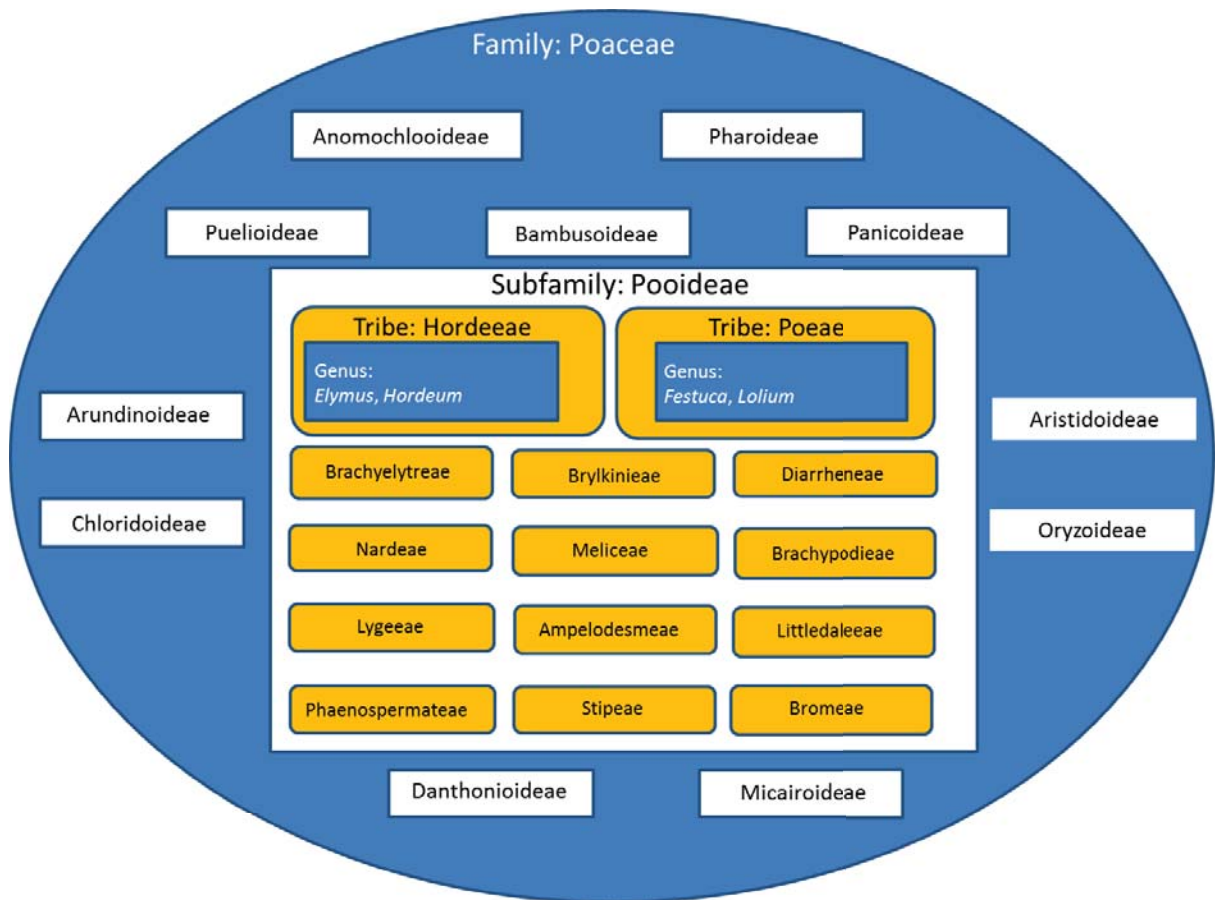 Family: Poaceae
Anomochlooideae
Pharoideae
Puelioideae
Bambusoideae
Panicoideae
Subfamily: Pooideae
Tribe: Hordeeae
Genus:
Elymus, Hordeum
Tribe: Poeae
Genus:
Festuca, Lolium
Arundinoideae
Aristidoideae
Brachyelytreae
Brylkinieae
Diarrheneae
Chloridoideae
Oryzoideae
Nardeae
Meliceae
Brachypodieae
Lygeeae
Ampelodesmeae
Littledaleeae
Phaenospermateae
Stipeae
Bromeae
Danthonioideae
Micairoideae